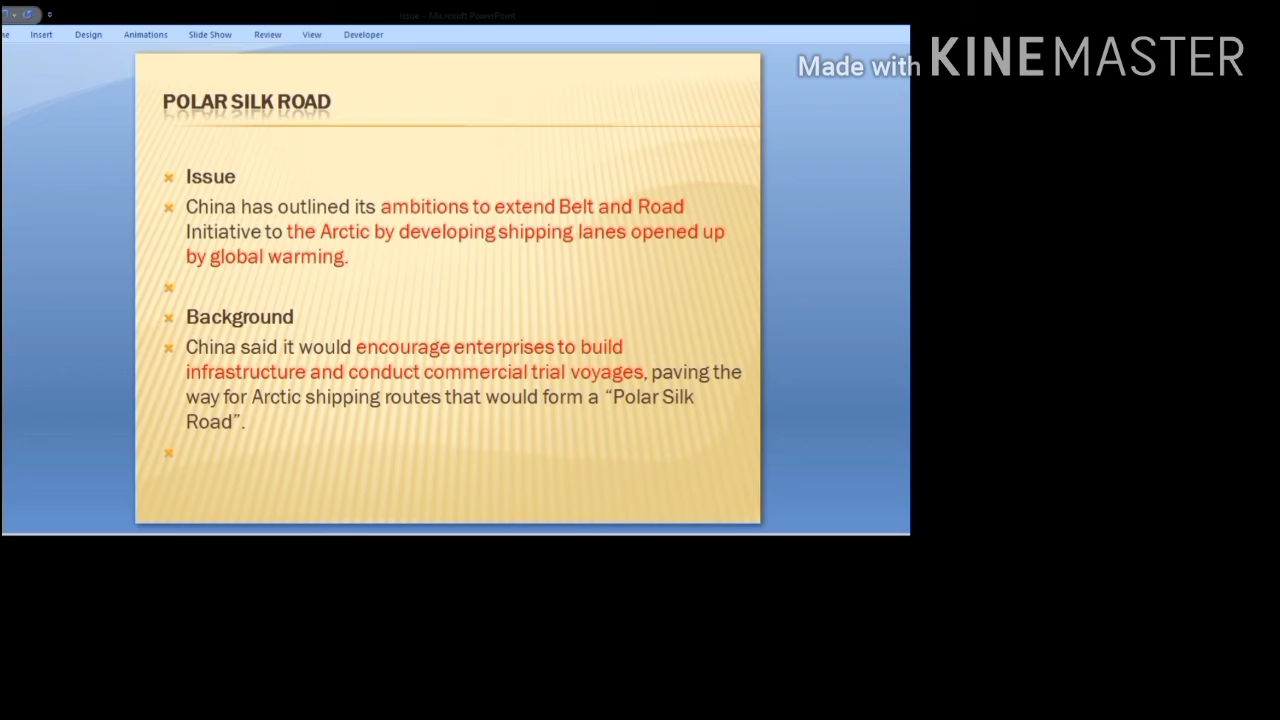 Issue - Microsoft PowerPoint
Insert Design Animations Slide Show Review View Developer
Made with KINEMASTER
POLAR SILK ROAD
Issue
China has outlined its ambitions to extend Belt and Road
Initiative to the Arctic by developing shipping lanes opened up
by global warming.
Background
China said it would encourage enterprises to build
infrastructure and conduct commercial trial voyages, paving the
way for Arctic shipping routes that would form a “Polar Silk
Road”.